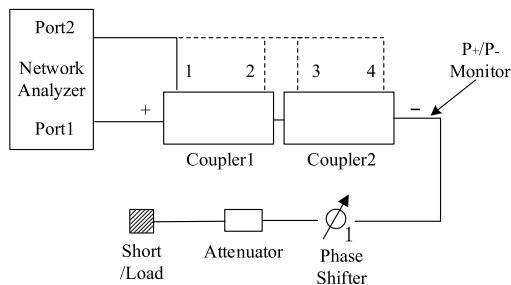 Port2
Network
Analyzer
Port1
+
1
2
3
4
−
P+/P-
Monitor
Coupler1
Coupler2
Short
/Load
Attenuator
1
Phase
Shifter